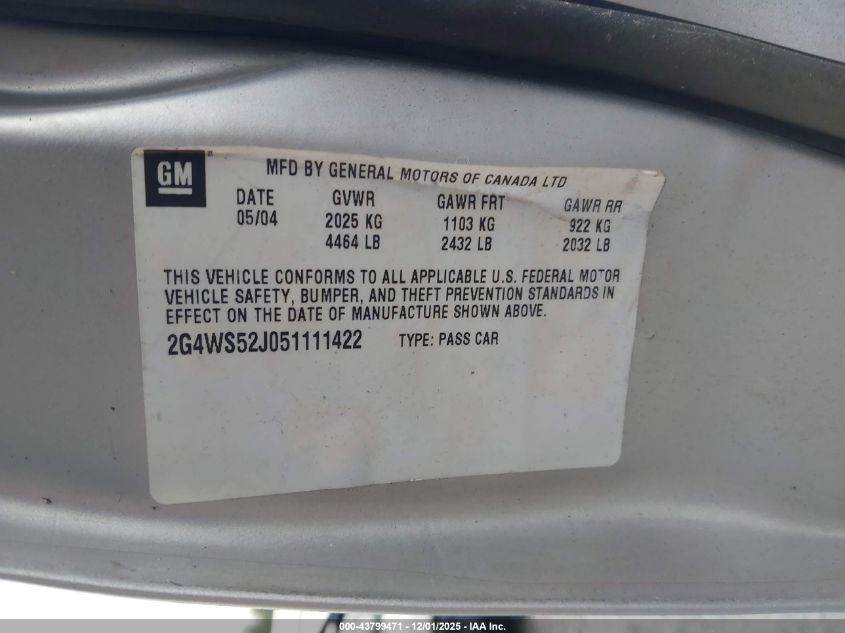 GM
MFD BY GENERAL MOTORS OF CANADA LTD
DATE GVWR GAWR FRT GAWR RR
05/04 2025 KG 1103 KG 922 KG
4464 LB 2432 LB 2032 LB
THIS VEHICLE CONFORMS TO ALL APPLICABLE U.S. FEDERAL MOTOR
VEHICLE SAFETY, BUMPER, AND THEFT PREVENTION STANDARDS IN
EFFECT ON THE DATE OF MANUFACTURE SHOWN ABOVE.
2G4WS52J051111422 TYPE: PASS CAR
000-43799471 - 12/01/2025 - IAA Inc.